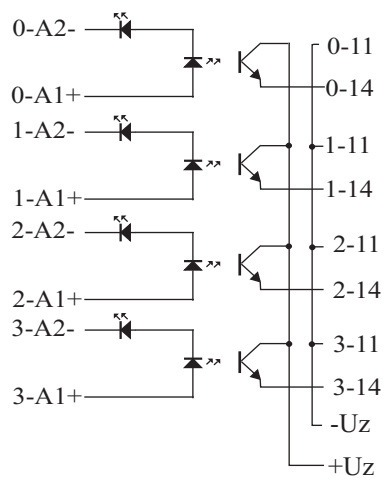 0-A2-
0-11
0-A1+
0-14
1-A2-
1-11
1-A1+
1-14
2-A2-
2-11
2-A1+
2-14
3-A2-
3-11
3-A1+
3-14
-Uz
+Uz